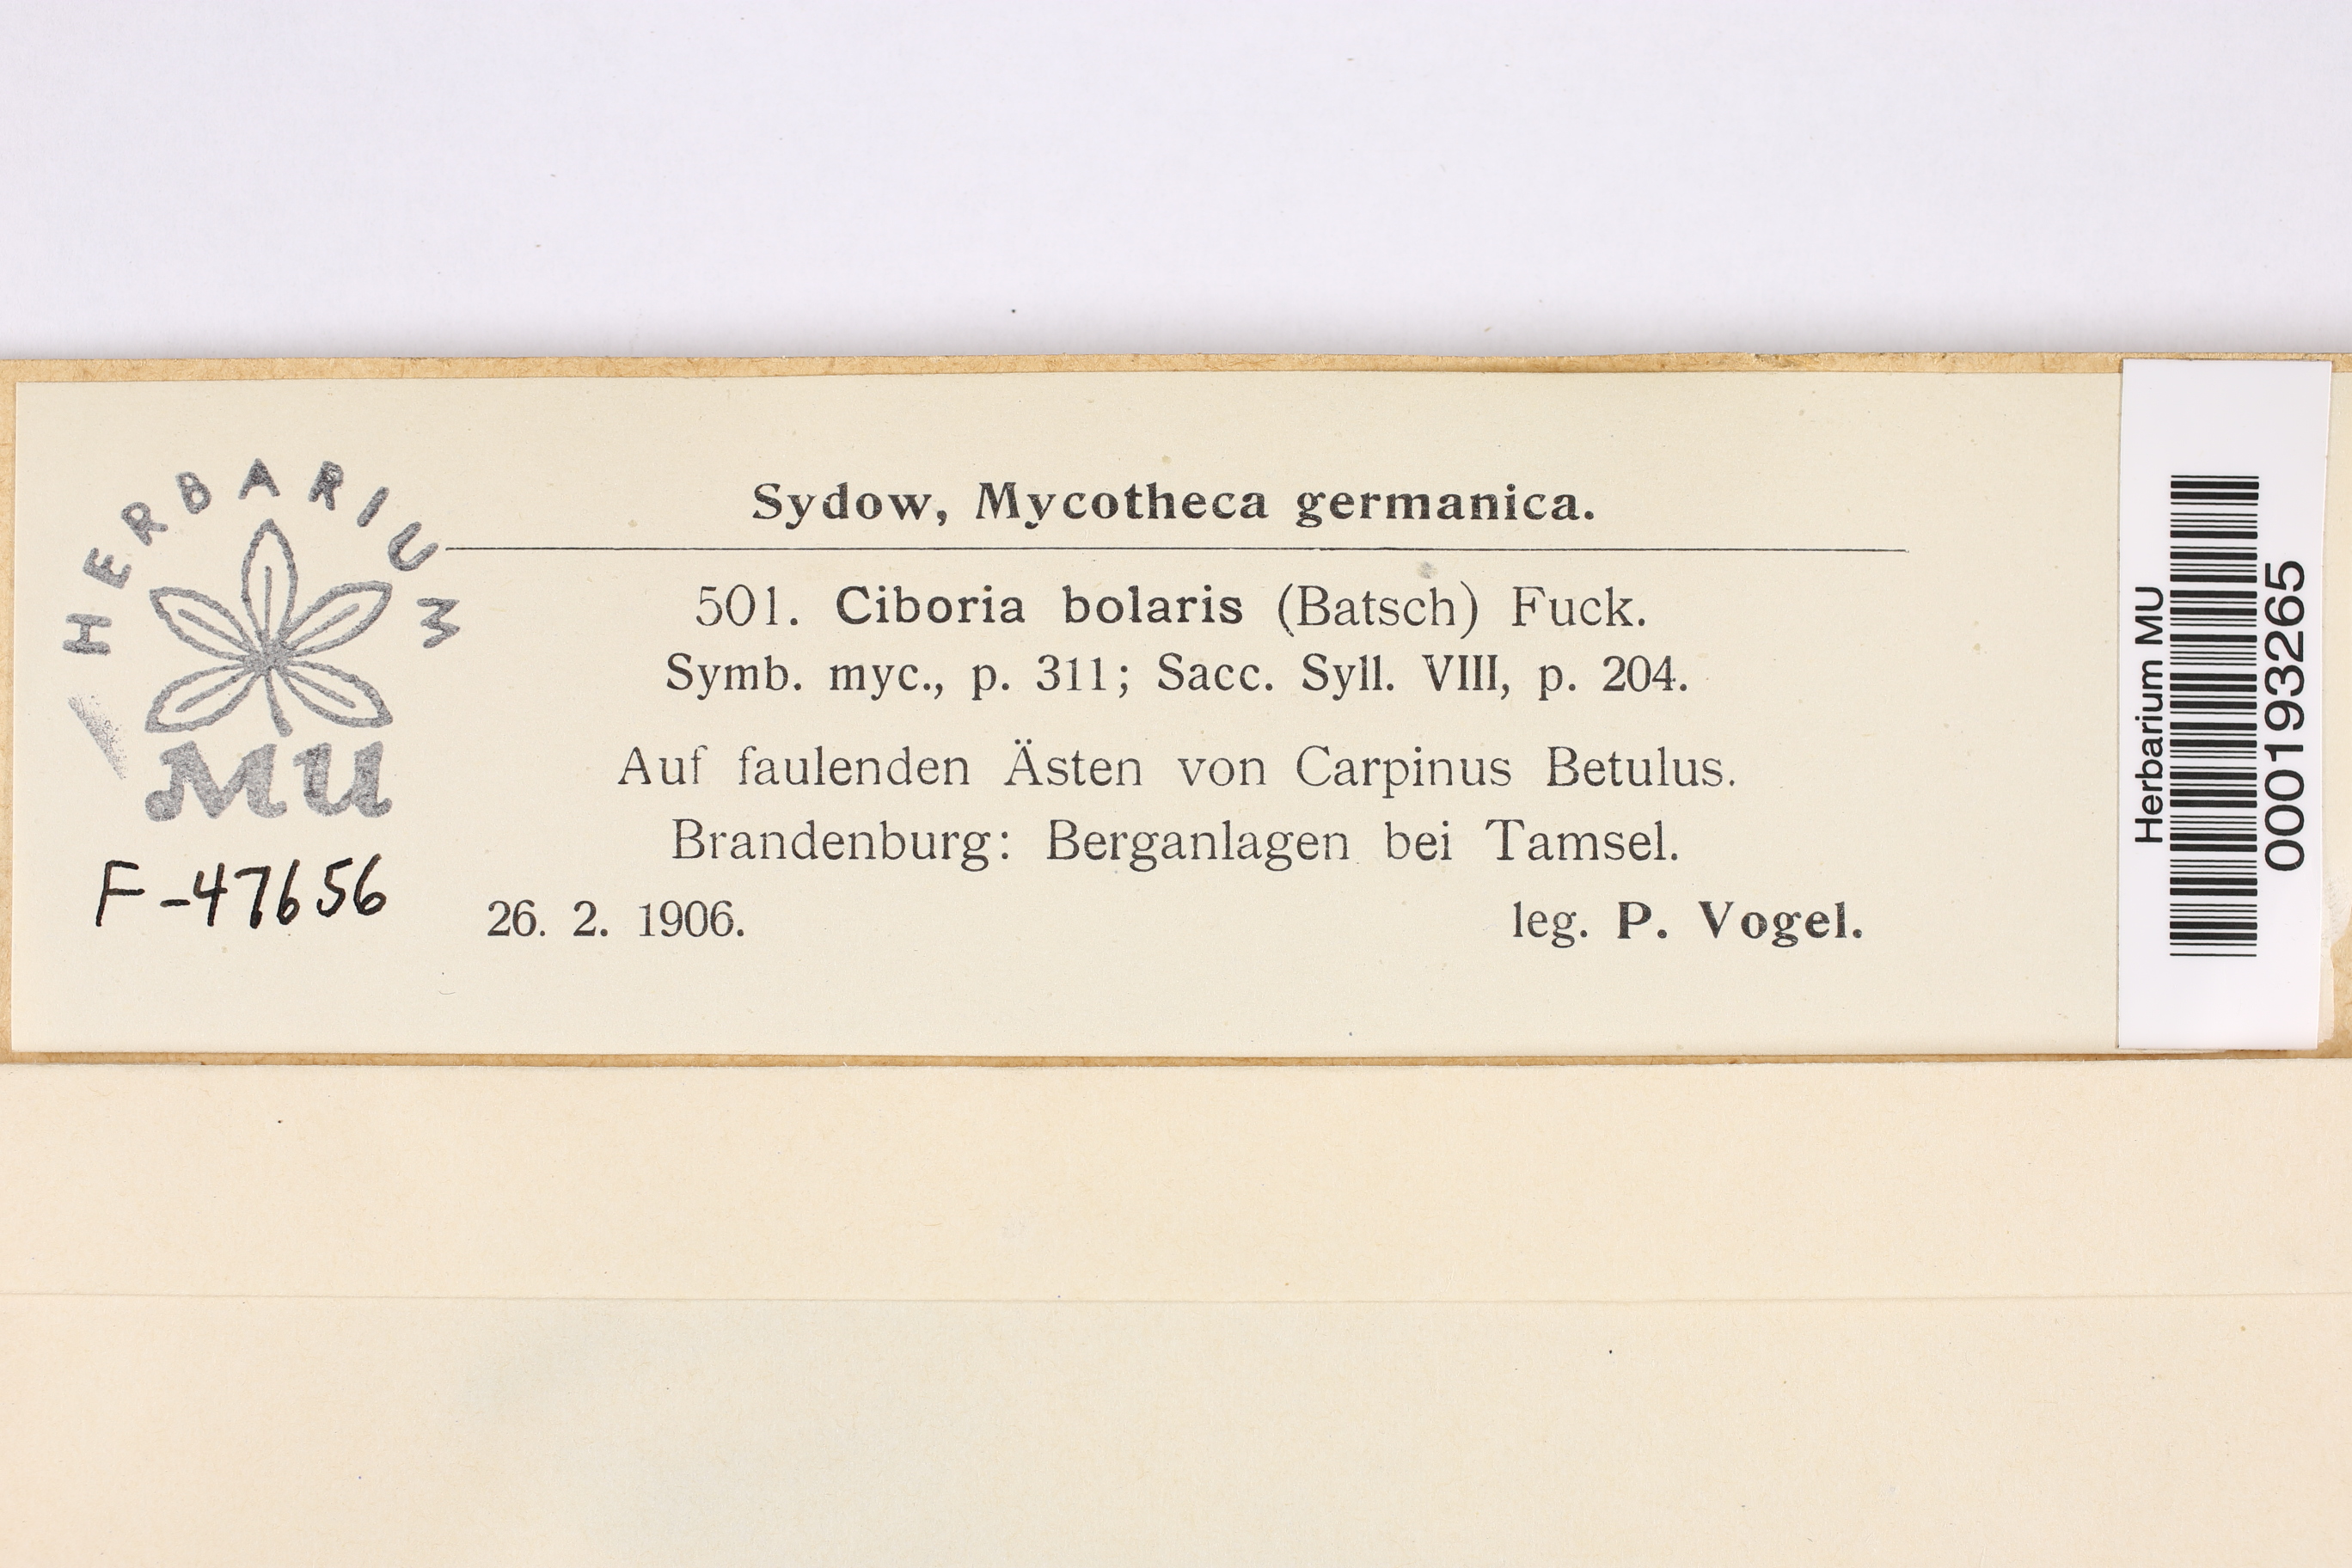 HERBARIUM
MU
F-47656
Sydow, Mycotheca germanica.
501. Ciboria bolaris (Batsch) Fuck.
Symb. myc., p. 311; Sacc. Syll. VIII, p. 204.
Auf faulenden Ästen von Carpinus Betulus.
Brandenburg: Berganlagen bei Tamsel.
26. 2. 1906. leg. P. Vogel.
Herbarium MU
000193265